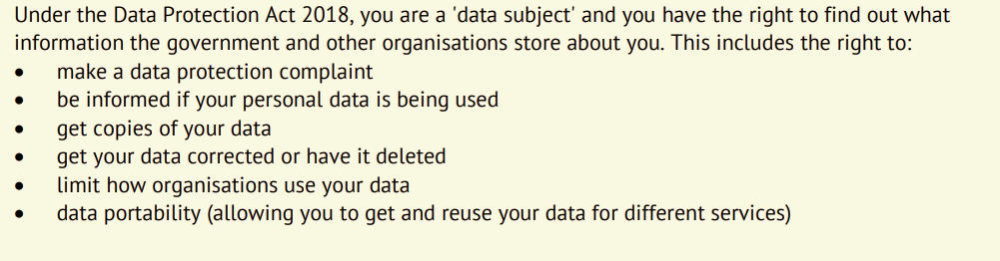 Under the Data Protection Act 2018, you are a 'data subject' and you have the right to find out what
information the government and other organisations store about you. This includes the right to:
• make a data protection complaint
• be informed if your personal data is being used
• get copies of your data
• get your data corrected or have it deleted
• limit how organisations use your data
• data portability (allowing you to get and reuse your data for different services)